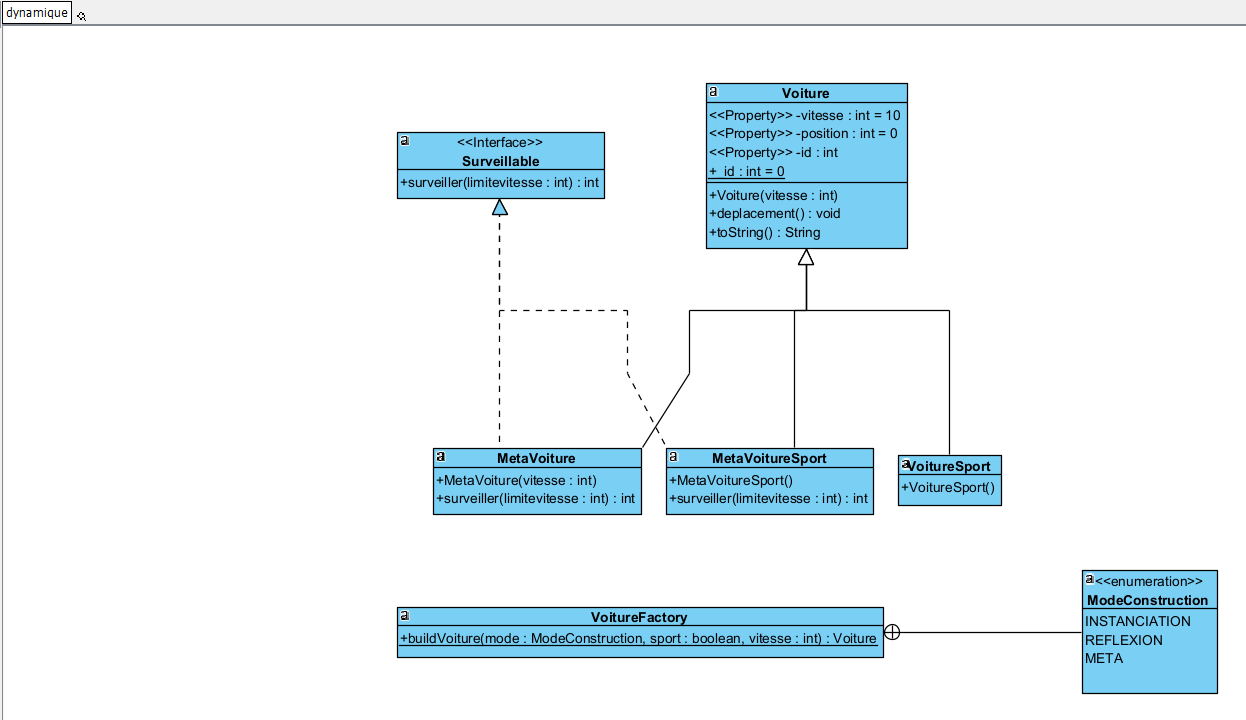 dynamique
Voiture
<<Property>> -vitesse : int = 10
<<Property>> -position : int = 0
<<Property>> -id : int
+_id : int = 0
+Voiture(vitesse : int)
+deplacement() : void
+toString() : String
<<Interface>>
Surveillable
+surveiller(limitevitesse : int) : int
MetaVoiture
+MetaVoiture(vitesse : int)
+surveiller(limitevitesse : int) : int
MetaVoitureSport
+MetaVoitureSport()
+surveiller(limitevitesse : int) : int
VoitureSport
+VoitureSport()
VoitureFactory
+buildVoiture(mode : ModeConstruction, sport : boolean, vitesse : int) : Voiture
<<enumeration>>
ModeConstruction
INSTANCIATION
REFLEXION
META